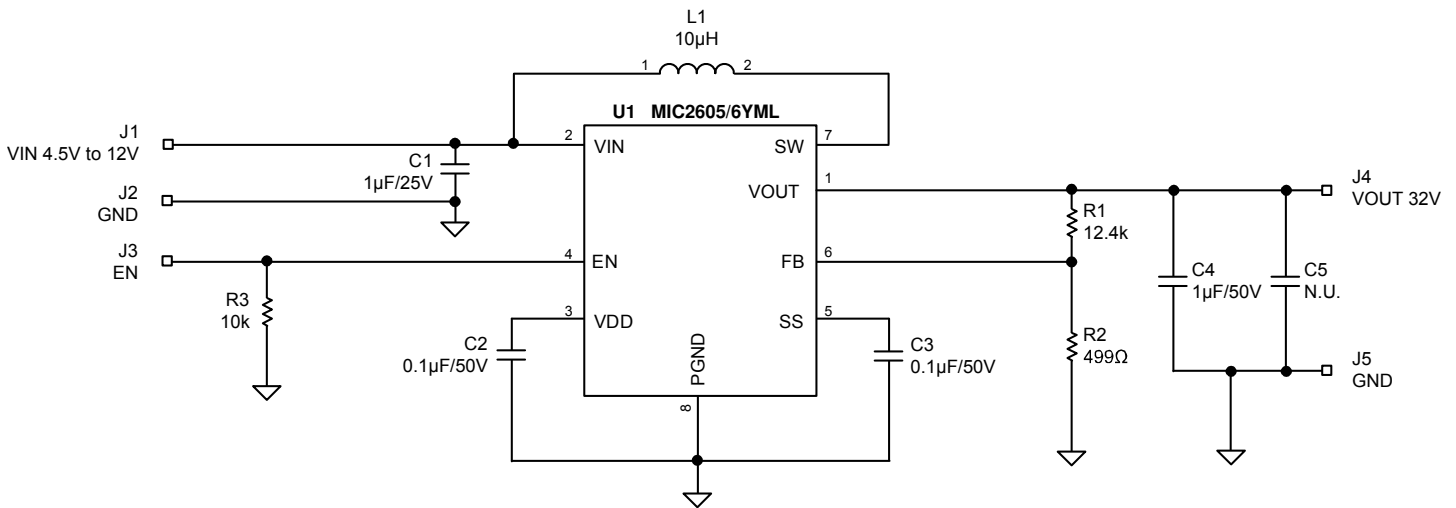 L1
10µH
1
2
U1 MIC2605/6YML
J1
VIN 4.5V to 12V
2
VIN
SW
7
C1
1µF/25V
J2
GND
VOUT
1
J4
VOUT 32V
R1
12.4k
J3
EN
4
EN
FB
6
C4
1µF/50V
C5
N.U.
R3
10k
3
VDD
SS
5
C2
0.1µF/50V
C3
0.1µF/50V
R2
499Ω
PGND
8
J5
GND